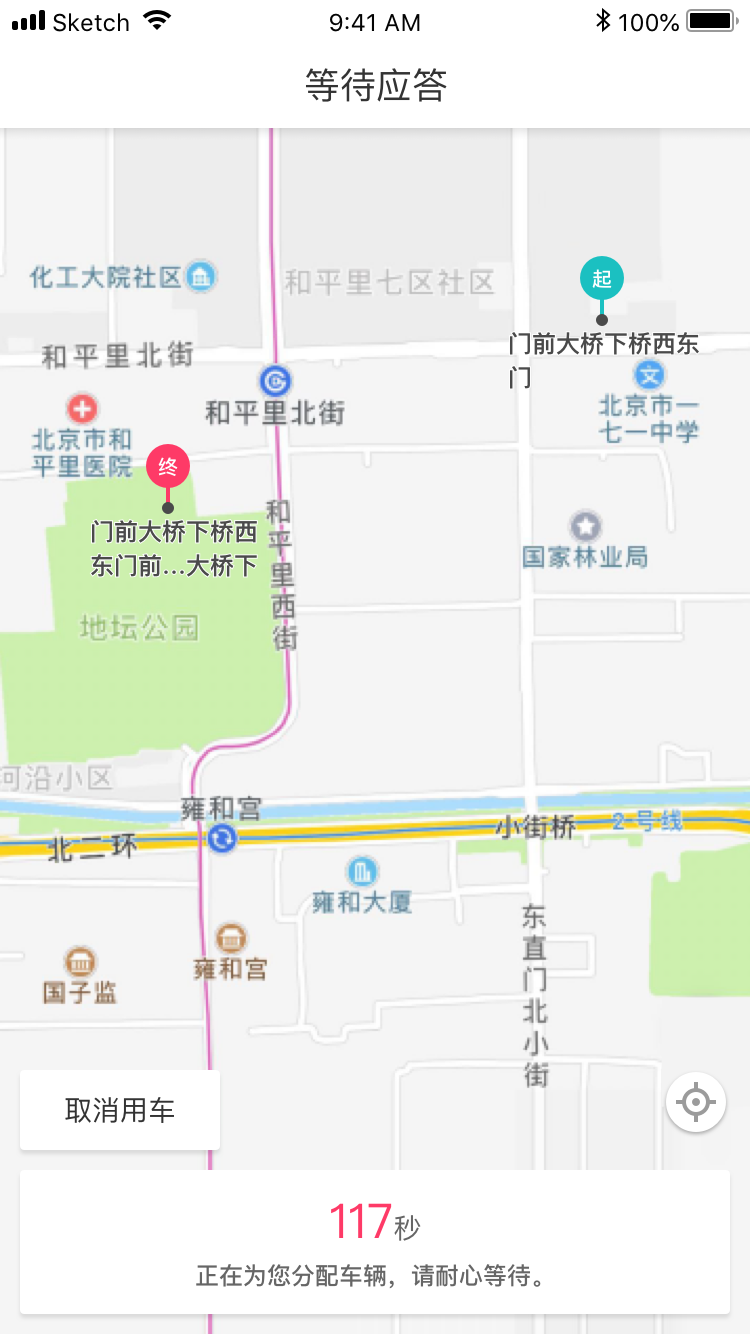 Sketch 9:41 AM 100%
等待应答
化工大院社区
和平里七区社区
起
门前大桥下桥西东
门
和平里北街
文
和平里北街
北京市一
七一中学
北京市和
平里医院
终
门前大桥下桥西
东门前...大桥下
和平里西街
国家林业局
地坛公园
河沿小区
雍和宫
小街桥
2号线
北二环
雍和大厦
东直门北小街
雍和宫
国子监
取消用车
117秒
正在为您分配车辆，请耐心等待。